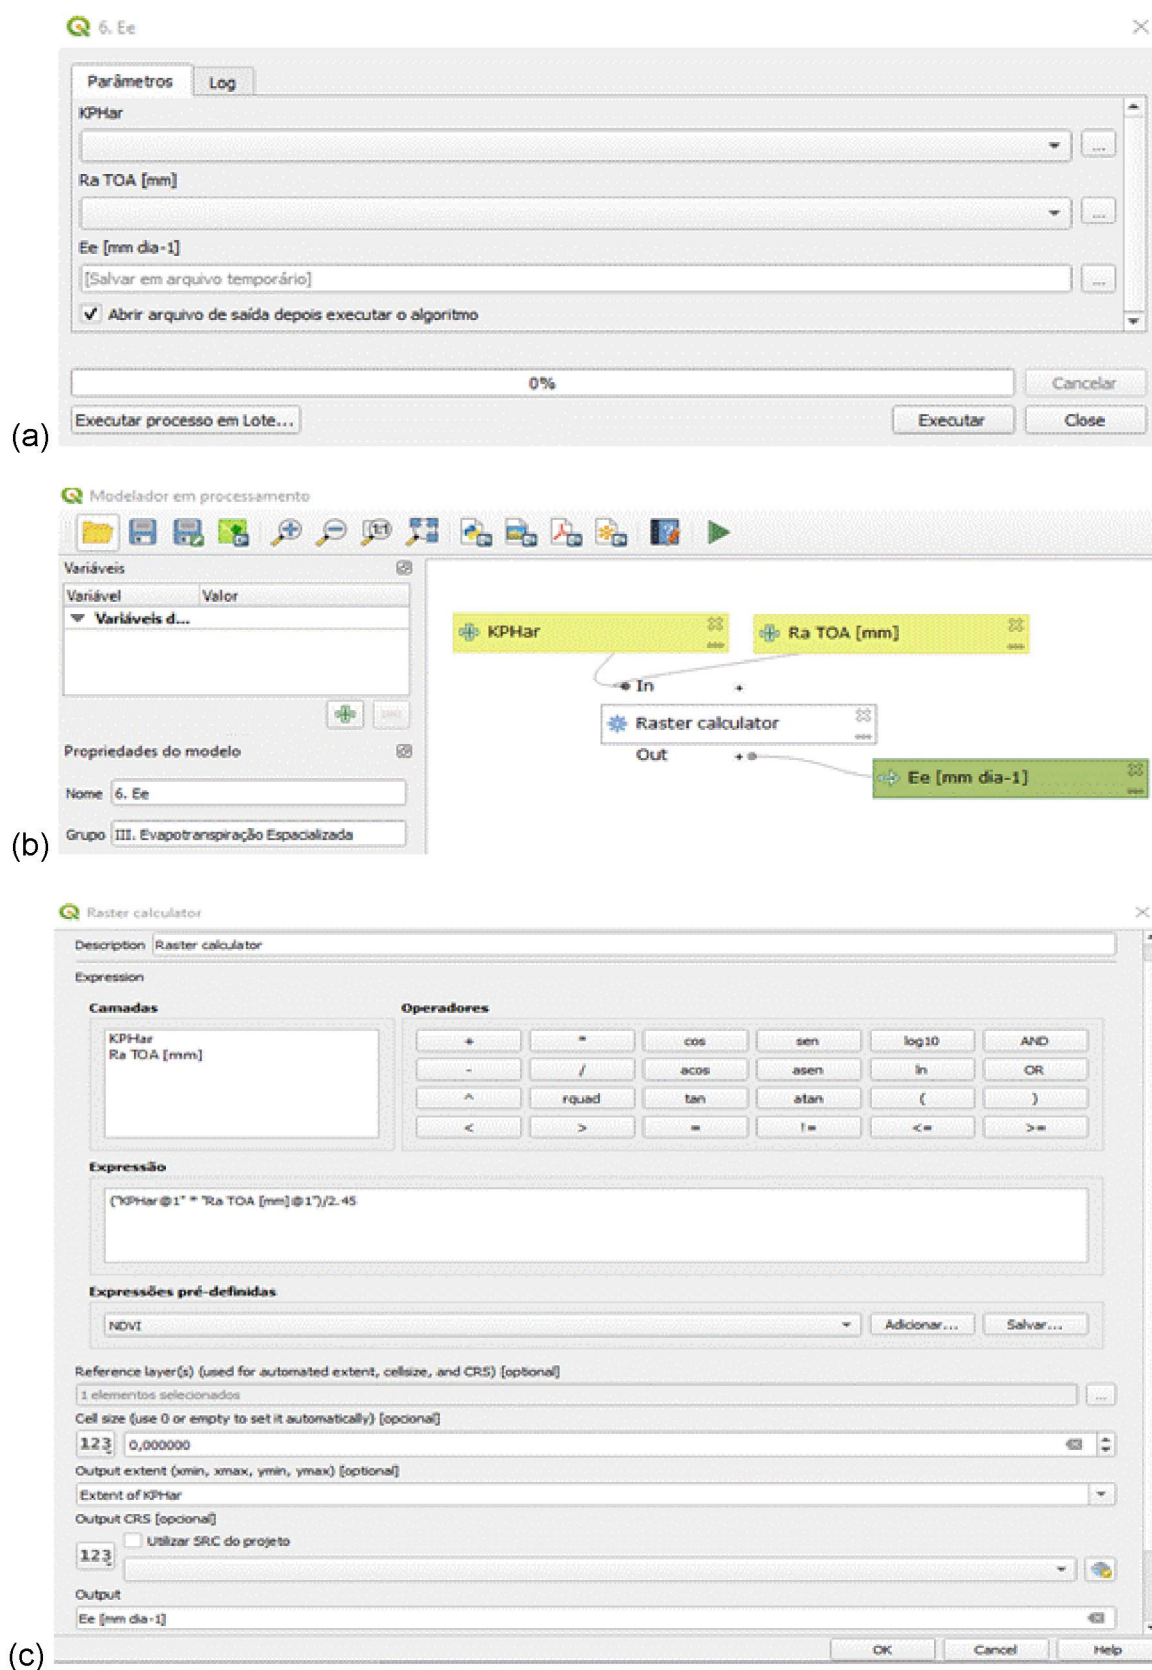 6. Ee
Parâmetros Log
KPHar
...
Ra TOA [mm]
...
Ee [mm dia-1]
[Salvar em arquivo temporário] ...
Abrir arquivo de saída depois executar o algoritmo
0% Cancelar
Executar processo em Lote... Executar Close
(a)
Modelador em processamento
Variáveis
Variável Valor
Variáveis d...
Propriedades do modelo
Nome 6. Ee
Grupo III. Evapotranspiração Espacializada
KPHar
Ra TOA [mm]
In +
Raster calculator
Out +
Ee [mm dia-1]
(b)
Raster calculator
Description Raster calculator
Expression
Camadas
KPHar
Ra TOA [mm]
Operadores
+ * cos sen log10 AND
- / acos asen ln OR
^ rquad tan atan ( )
< > = != <= >=
Expressão
("KPHar@1" * "Ra TOA [mm]@1")/2.45
Expressões pré-definidas
NDVI Adicionar... Salvar...
Reference layer(s) (used for automated extent, cellsize, and CRS) [optional]
1 elementos selecionados ...
Cell size (use 0 or empty to set it automatically) [opcional]
123 0,000000
Output extent (xmin, xmax, ymin, ymax) [optional]
Extent of KPHar
Output CRS [opcional]
Utilizar SRC do projeto
123
Output
Ee [mm dia-1]
OK Cancel Help
(c)